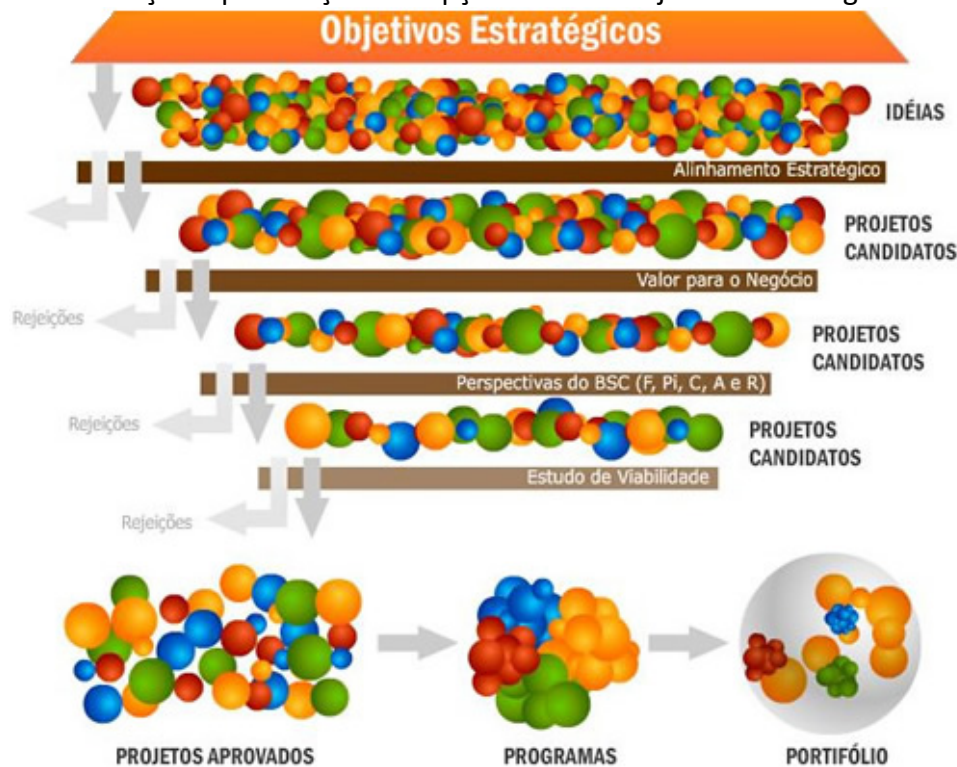 Objetivos Estratégicos
IDÉIAS
Alinhamento Estratégico
PROJETOS
CANDIDATOS
Valor para o Negócio
Rejeições
PROJETOS
CANDIDATOS
Perspectivas do BSC (F, Pi, C, A e R)
Rejeições
PROJETOS
CANDIDATOS
Estudo de Viabilidade
Rejeições
PROJETOS APROVADOS
PROGRAMAS
PORTIFÓLIO